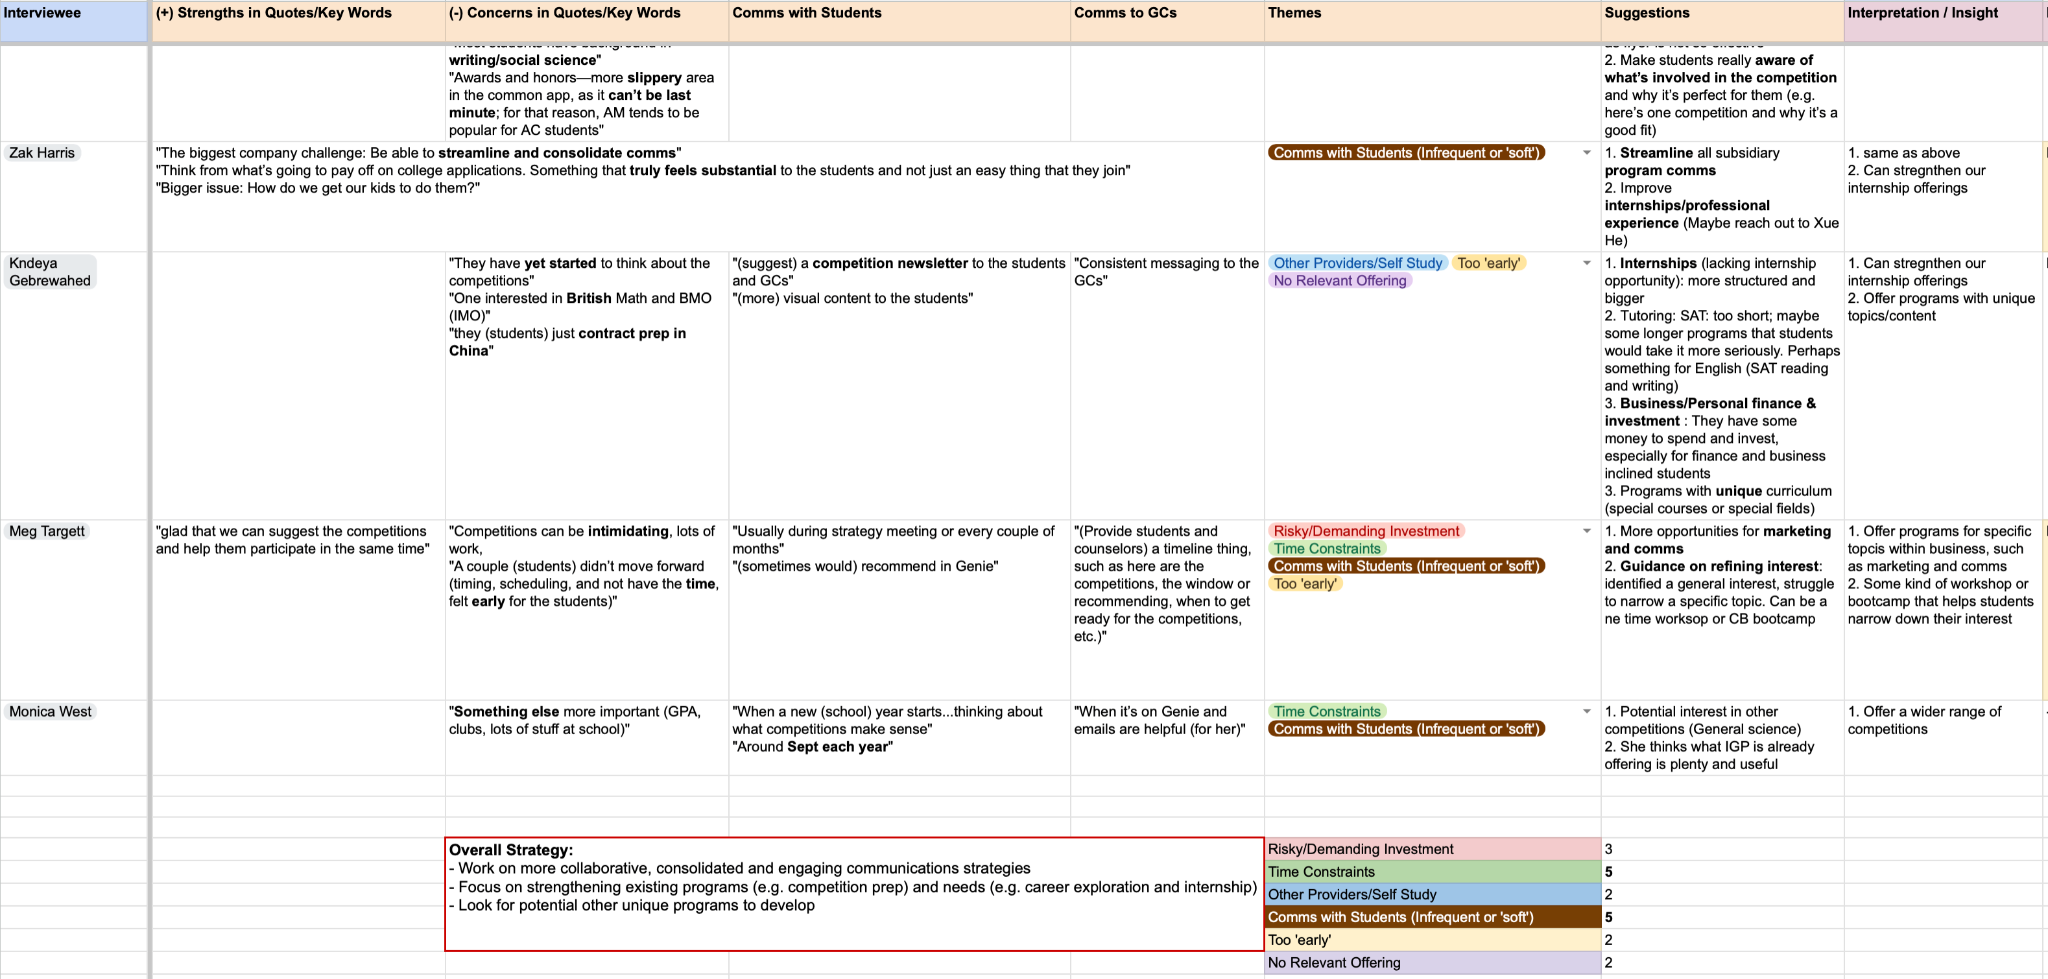 Interviewee
(+) Strengths in Quotes/Key Words
(-) Concerns in Quotes/Key Words
Comms with Students
Comms to GCs
Themes
Suggestions
Interpretation / Insight
writing/social science"
"Awards and honors—more slippery area
in the common app, as it can't be last
minute; for that reason, AM tends to be
popular for AC students"
2. Make students really aware of
what's involved in the competition
and why it's perfect for them (e.g.
here's one competition and why it's a
good fit)
Zak Harris
"The biggest company challenge: Be able to streamline and consolidate comms"
"Think from what's going to pay off on college applications. Something that truly feels substantial to the students and not just an easy thing that they join"
"Bigger issue: How do we get our kids to do them?"
Comms with Students (Infrequent or 'soft')
1. Streamline all subsidiary
program comms
2. Improve
internships/professional
experience (Maybe reach out to Xue
He)
1. same as above
2. Can stregnthen our
internship offerings
Kndeya
Gebrewahed
"They have yet started to think about the
competitions"
"One interested in British Math and BMO
(IMO)"
"they (students) just contract prep in
China"
"(suggest) a competition newsletter to the students
and GCs"
"(more) visual content to the students"
"Consistent messaging to the
GCs"
Other Providers/Self Study
Too 'early'
No Relevant Offering
1. Internships (lacking internship
opportunity): more structured and
bigger
2. Tutoring: SAT: too short; maybe
some longer programs that students
would take it more seriously. Perhaps
something for English (SAT reading
and writing)
3. Business/Personal finance &
investment : They have some
money to spend and invest,
especially for finance and business
inclined students
3. Programs with unique curriculum
(special courses or special fields)
1. Can stregnthen our
internship offerings
2. Offer programs with unique
topics/content
Meg Targett
"glad that we can suggest the competitions
and help them participate in the same time"
"Competitions can be intimidating, lots of
work,
"A couple (students) didn't move forward
(timing, scheduling, and not have the time,
felt early for the students)"
"Usually during strategy meeting or every couple of
months"
"(sometimes would) recommend in Genie"
"(Provide students and
counselors) a timeline thing,
such as here are the
competitions, the window or
recommending, when to get
ready for the competitions,
etc.)"
Risky/Demanding Investment
Time Constraints
Comms with Students (Infrequent or 'soft')
Too 'early'
1. More opportunities for marketing
and comms
2. Guidance on refining interest:
identified a general interest, struggle
to narrow a specific topic. Can be a
ne time worksop or CB bootcamp
1. Offer programs for specific
topcis within business, such
as marketing and comms
2. Some kind of workshop or
bootcamp that helps students
narrow down their interest
Monica West
"Something else more important (GPA,
clubs, lots of stuff at school)"
"When a new (school) year starts...thinking about
what competitions make sense"
"Around Sept each year"
"When it's on Genie and
emails are helpful (for her)"
Time Constraints
Comms with Students (Infrequent or 'soft')
1. Potential interest in other
competitions (General science)
2. She thinks what IGP is already
offering is plenty and useful
1. Offer a wider range of
competitions
Overall Strategy:
- Work on more collaborative, consolidated and engaging communications strategies
- Focus on strengthening existing programs (e.g. competition prep) and needs (e.g. career exploration and internship)
- Look for potential other unique programs to develop
Risky/Demanding Investment 3
Time Constraints 5
Other Providers/Self Study 2
Comms with Students (Infrequent or 'soft') 5
Too 'early' 2
No Relevant Offering 2